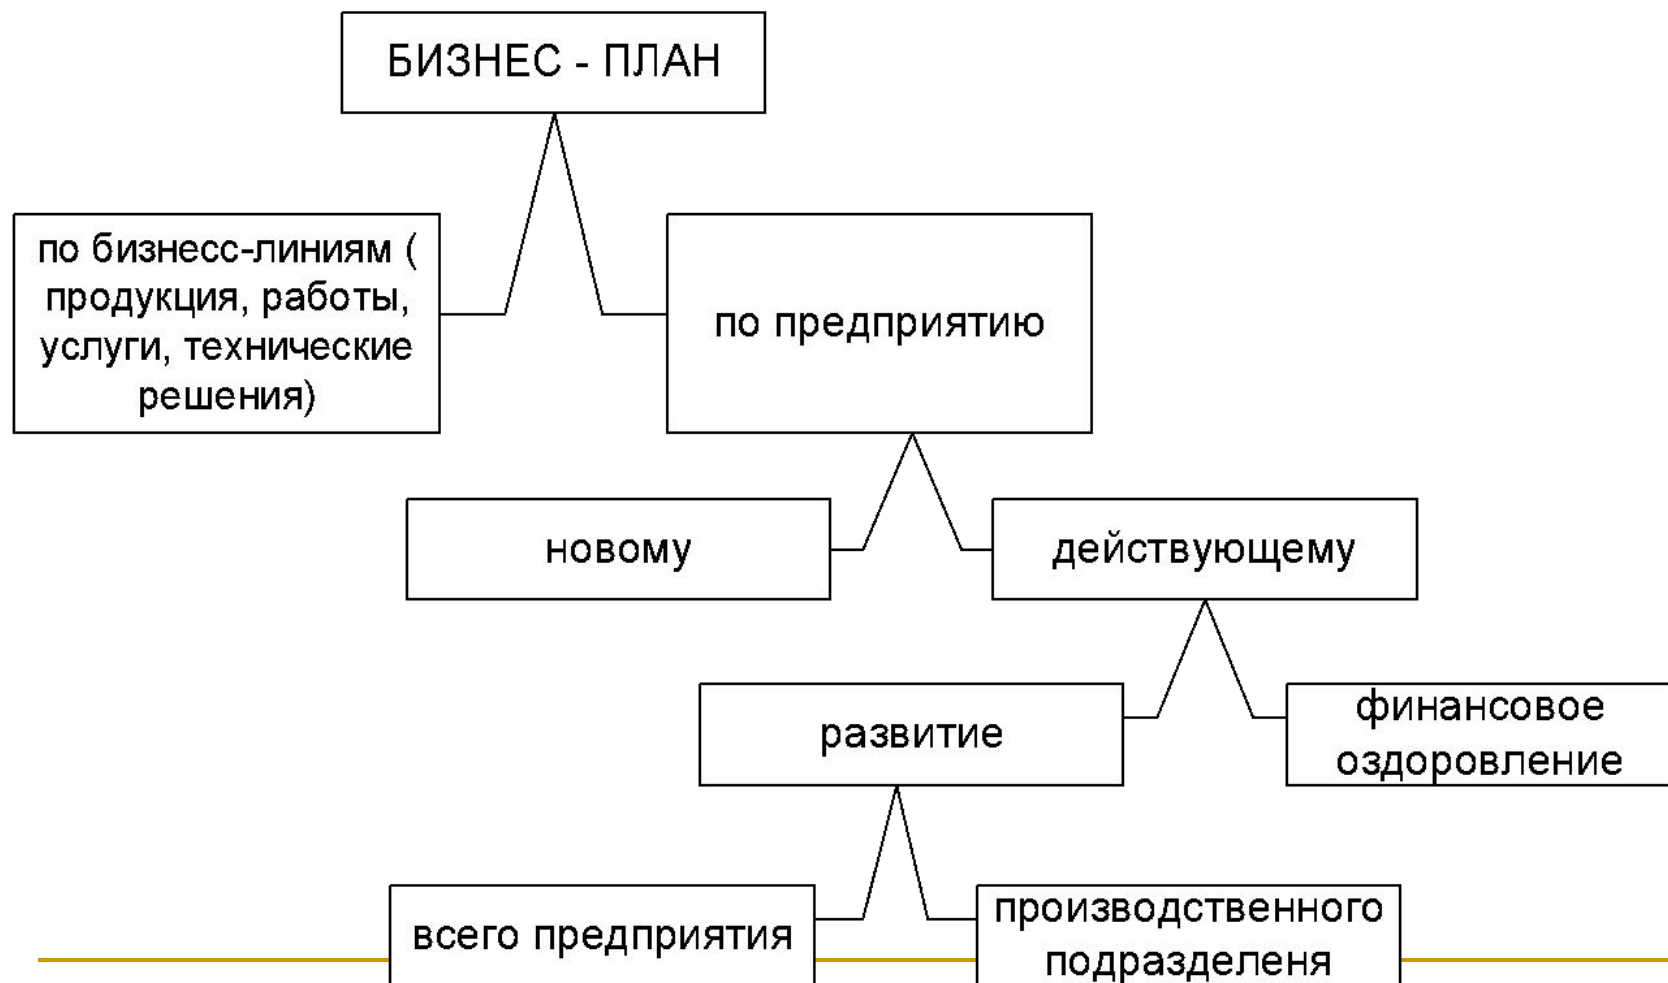 БИЗНЕС - ПЛАН
по бизнесс-линиям (
продукция, работы,
услуги, технические
решения)
по предприятию
новому
действующему
развитие
финансовое
оздоровление
всего предприятия
производственного
подразделеня